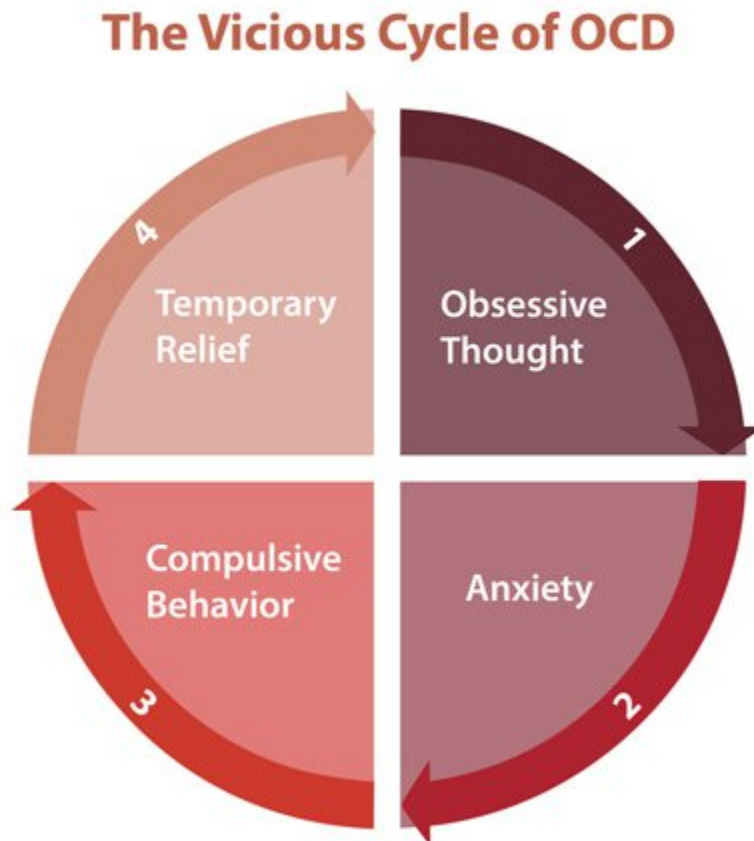 The Vicious Cycle of OCD
1
Obsessive
Thought
2
Anxiety
3
Compulsive
Behavior
4
Temporary
Relief